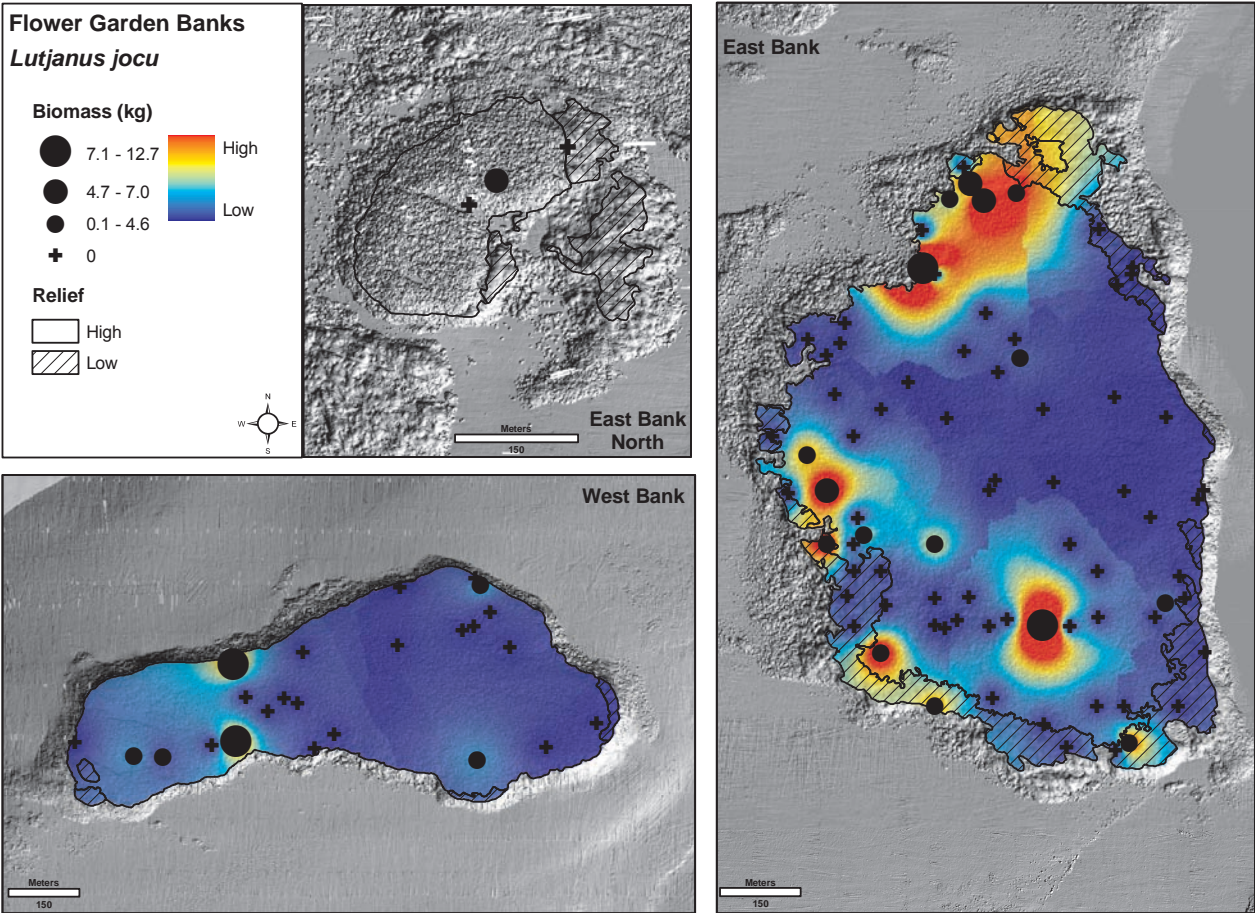 Flower Garden Banks
Lutjanus jocu
Biomass (kg)
7.1 - 12.7
4.7 - 7.0
0.1 - 4.6
0
High
Low
Relief
High
Low
N
W E
S
Meters
150
East Bank
North
West Bank
Meters
150
East Bank
Meters
150